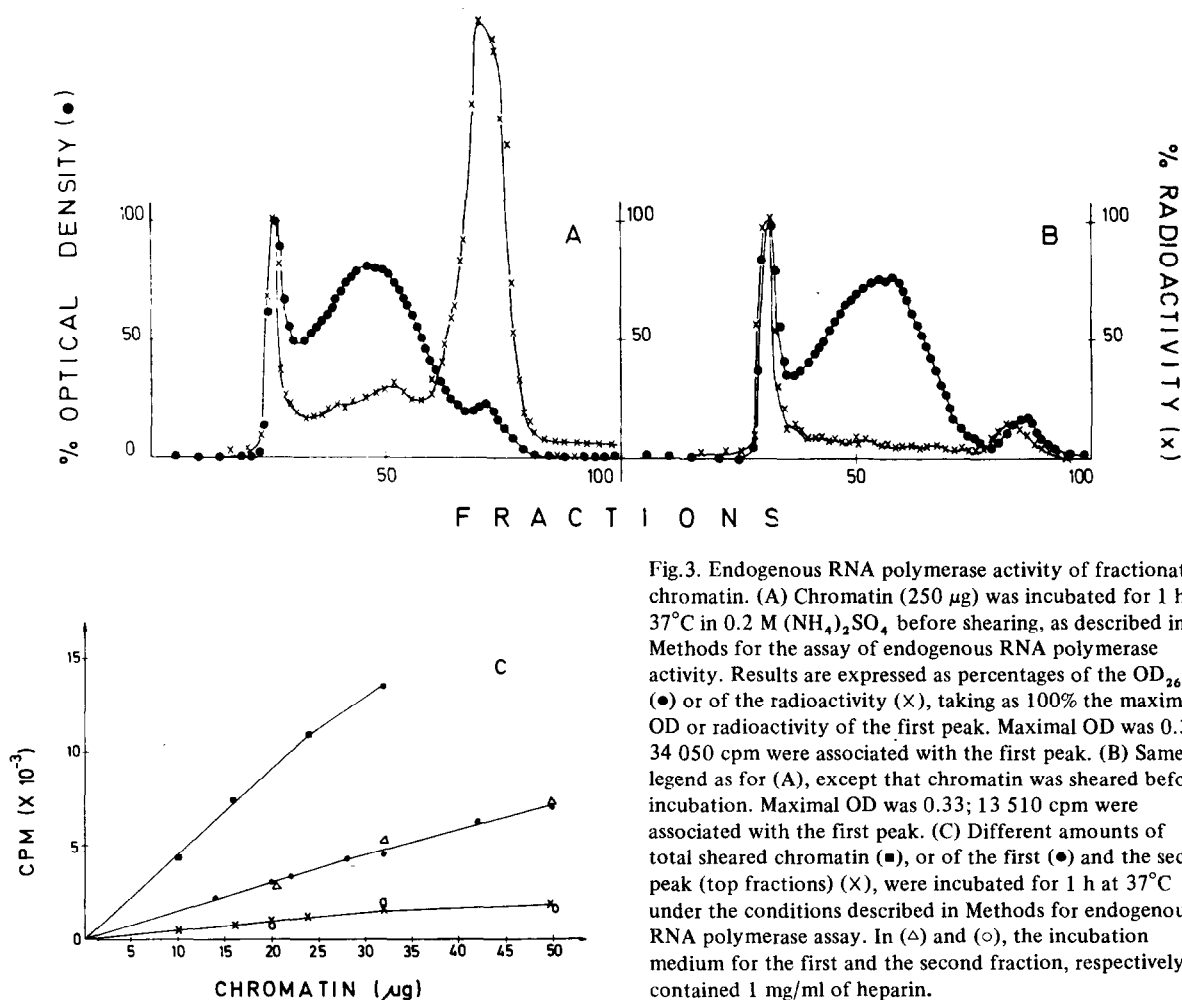 % OPTICAL DENSITY (●)
100
50
0
A
50
100
100
50
B
100
50
50
100
% RADIOACTIVITY (x)
FRACTIONS
CPM (X 10⁻³)
15
10
5
0
C
5
10
15
20
25
30
35
40
45
50
CHROMATIN (µg)
Fig.3. Endogenous RNA polymerase activity of fractionat
chromatin. (A) Chromatin (250 µg) was incubated for 1 h
37°C in 0.2 M (NH₄)₂SO₄ before shearing, as described in
Methods for the assay of endogenous RNA polymerase
activity. Results are expressed as percentages of the OD₂₆
(●) or of the radioactivity (X), taking as 100% the maxim
OD or radioactivity of the first peak. Maximal OD was 0.3
34 050 cpm were associated with the first peak. (B) Same
legend as for (A), except that chromatin was sheared befo
incubation. Maximal OD was 0.33; 13 510 cpm were
associated with the first peak. (C) Different amounts of
total sheared chromatin (■), or of the first (●) and the sec
peak (top fractions) (X), were incubated for 1 h at 37°C
under the conditions described in Methods for endogenou
RNA polymerase assay. In (△) and (○), the incubation
medium for the first and the second fraction, respectively
contained 1 mg/ml of heparin.